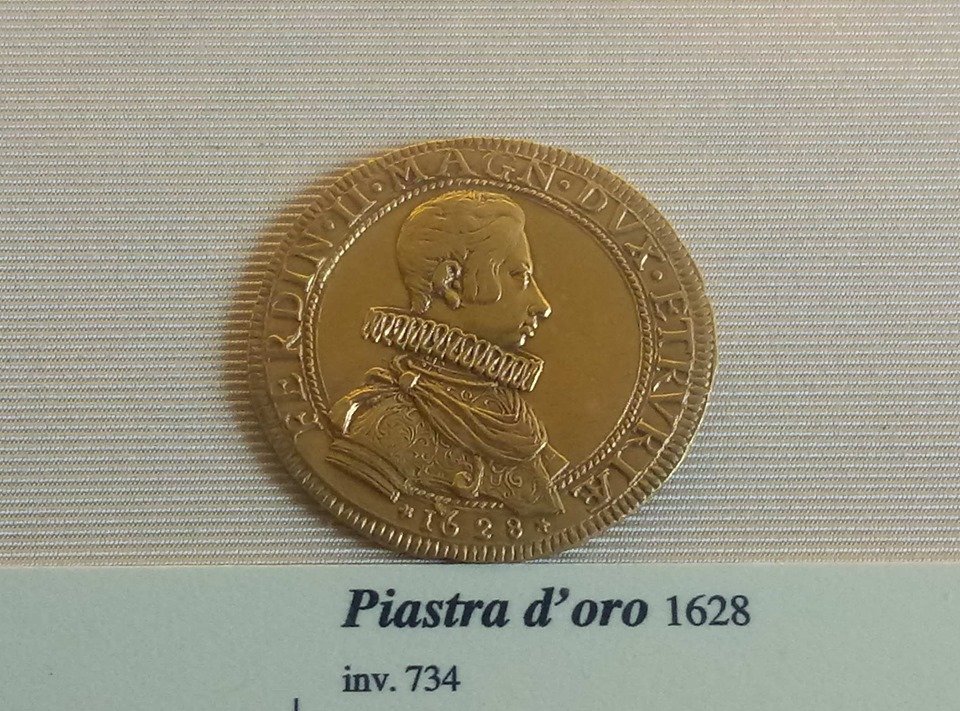 FERDIN · II · MAGN · DVX · ETRVRIÆ
* 1628 *
Piastra d'oro 1628
inv. 734